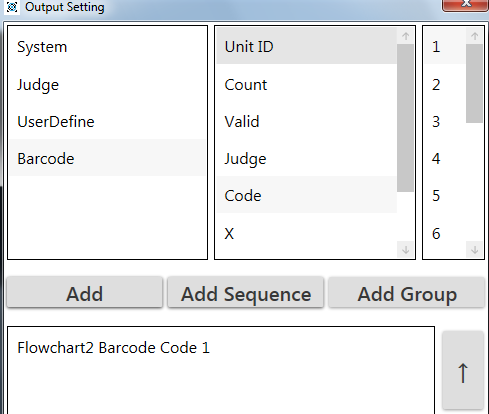 Output Setting
x
System
Judge
UserDefine
Barcode
Unit ID
Count
Valid
Judge
Code
X
1
2
3
4
5
6
Add
Add Sequence
Add Group
Flowchart2 Barcode Code 1
↑